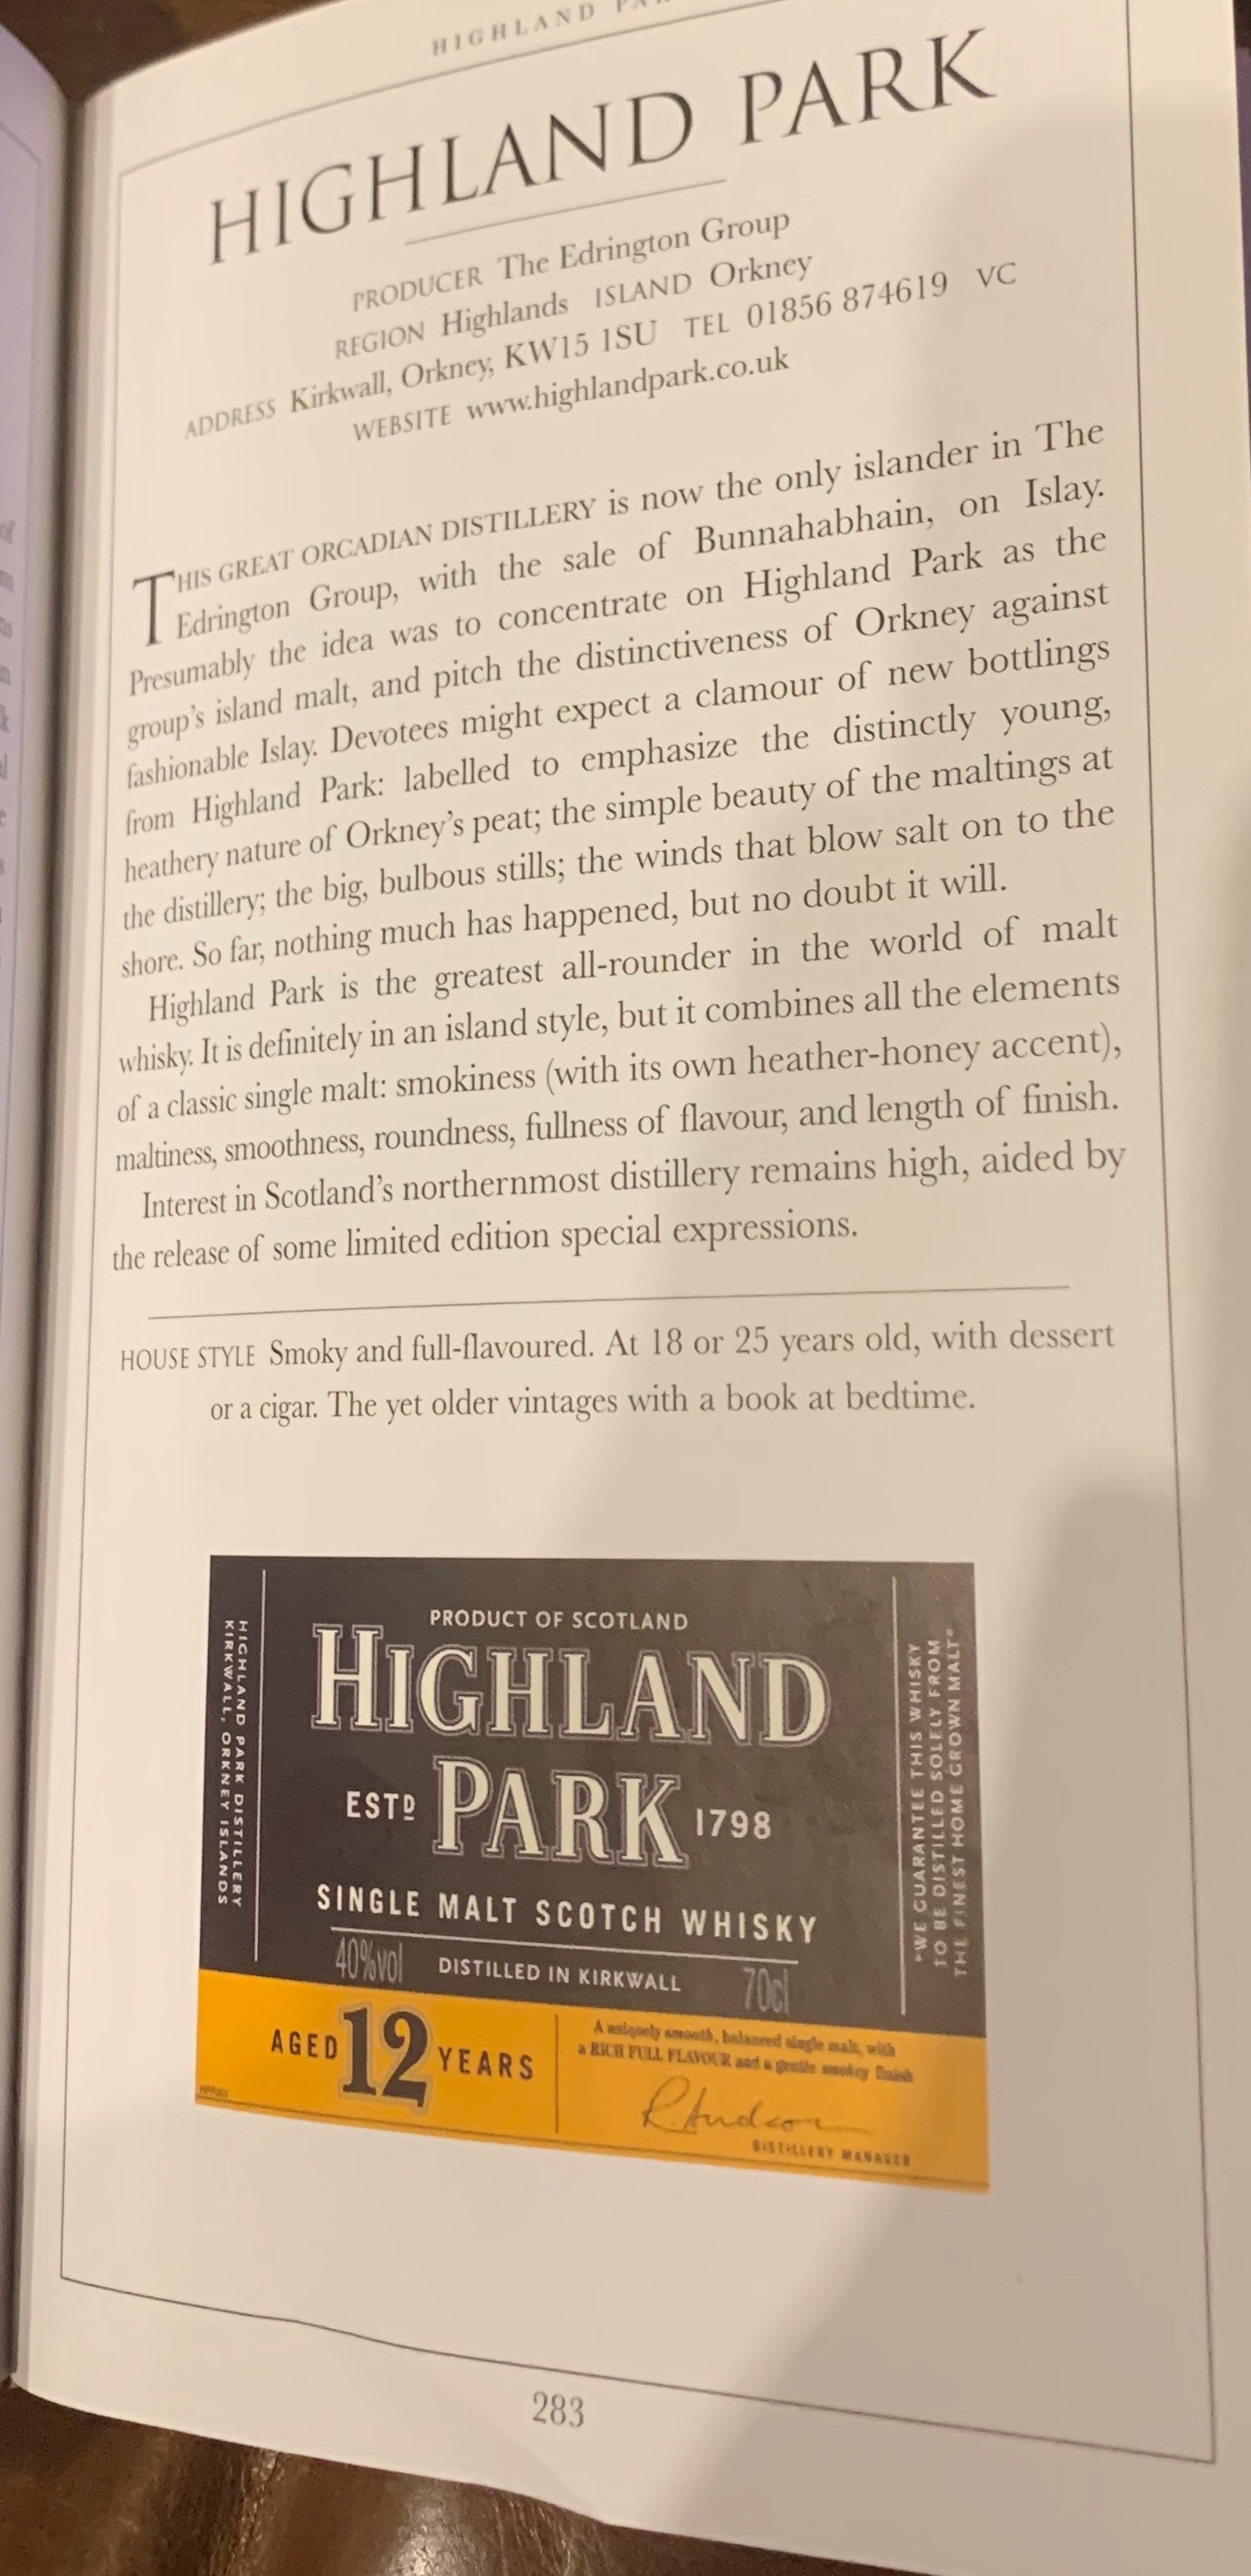 HIGHLAND
HIGHLAND PARK
PRODUCER The Edrington Group
REGION Highlands ISLAND Orkney
ADDRESS Kirkwall, Orkney, KW15 1SU TEL 01856 874619 VC
WEBSITE www.highlandpark.co.uk
THIS GREAT ORCADIAN DISTILLERY is now the only islander in The
Edrington Group, with the sale of Bunnahabhain, on Islay.
Presumably the idea was to concentrate on Highland Park as the
group's island malt, and pitch the distinctiveness of Orkney against
fashionable Islay. Devotees might expect a clamour of new bottlings
from Highland Park: labelled to emphasize the distinctly young,
heathery nature of Orkney's peat; the simple beauty of the maltings at
the distillery; the big, bulbous stills; the winds that blow salt on to the
shore. So far, nothing much has happened, but no doubt it will.
Highland Park is the greatest all-rounder in the world of malt
whisky. It is definitely in an island style, but it combines all the elements
of a classic single malt: smokiness (with its own heather-honey accent),
maltiness, smoothness, roundness, fullness of flavour, and length of finish.
Interest in Scotland's northernmost distillery remains high, aided by
the release of some limited edition special expressions.
HOUSE STYLE Smoky and full-flavoured. At 18 or 25 years old, with dessert
or a cigar. The yet older vintages with a book at bedtime.
HIGHLAND PARK DISTILLERY
KIRKWALL, ORKNEY ISLANDS
PRODUCT OF SCOTLAND
HIGHLAND
ESTD PARK 1798
SINGLE MALT SCOTCH WHISKY
40%vol DISTILLED IN KIRKWALL 70cl
"WE GUARANTEE THIS WHISKY
TO BE DISTILLED SOLELY FROM
THE FINEST HOME GROWN MALT"
AGED 12 YEARS
A uniquely smooth, balanced single malt, with
a RICH FULL FLAVOUR and a gentle smokey finish
DISTILLERY MANAGER
283